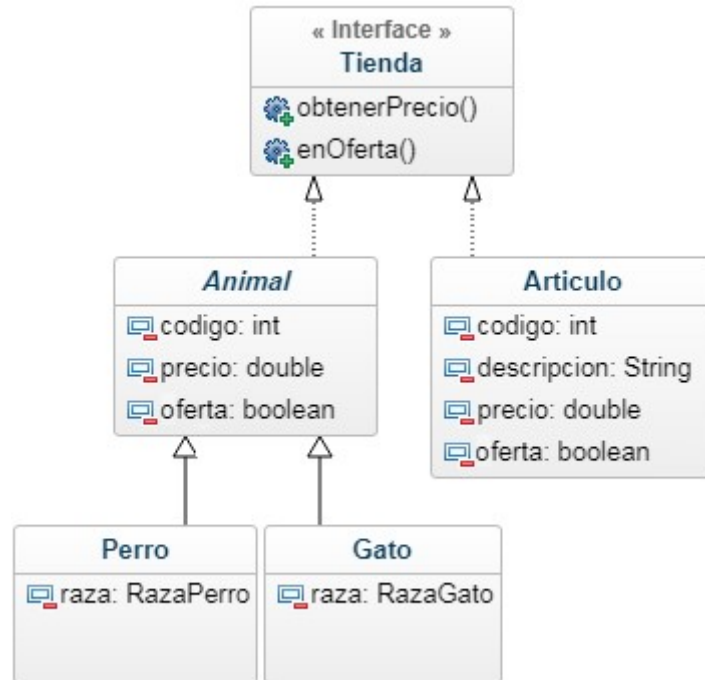 « Interface »
Tienda
obtenerPrecio()
enOferta()
Animal
codigo: int
precio: double
oferta: boolean
Articulo
codigo: int
descripcion: String
precio: double
oferta: boolean
Perro
raza: RazaPerro
Gato
raza: RazaGato